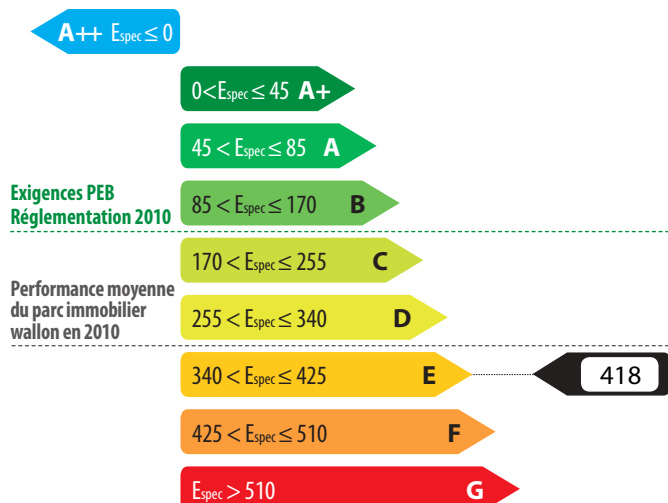 A++ Espec ≤ 0
0<Espec ≤ 45 A+
45 < Espec ≤ 85 A
Exigences PEB
Réglementation 2010
85 < Espec ≤ 170 B
170 < Espec ≤ 255 C
Performance moyenne
du parc immobilier
wallon en 2010
255 < Espec ≤ 340 D
340 < Espec ≤ 425 E
418
425 < Espec ≤ 510 F
Espec > 510 G